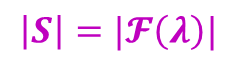 |𝑺| = |𝓕(𝝀)|